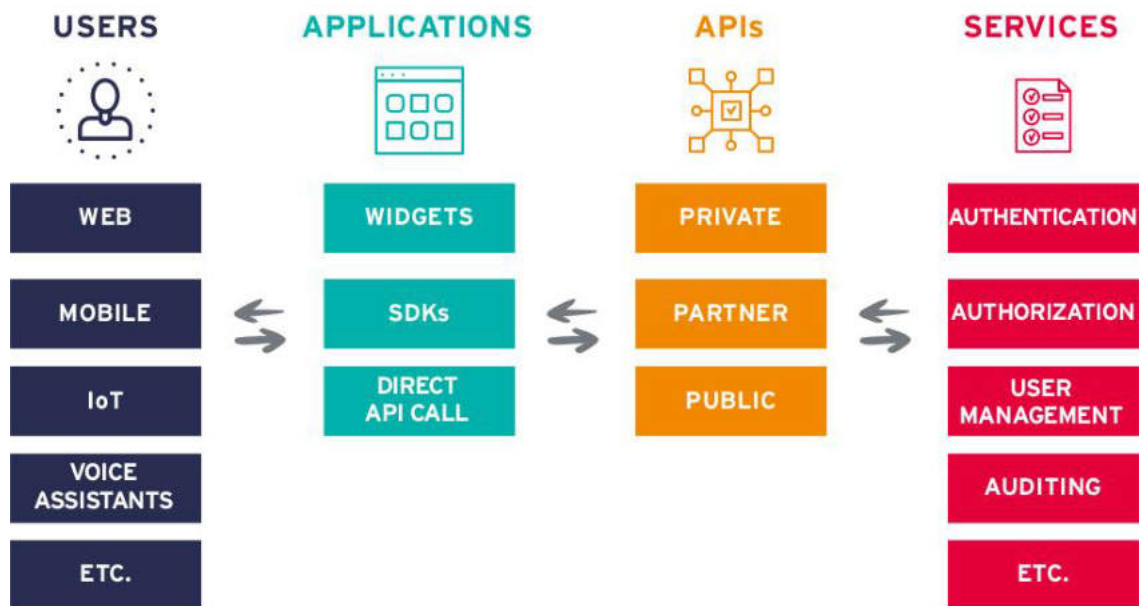 USERS
APPLICATIONS
APIs
SERVICES
WEB
WIDGETS
PRIVATE
AUTHENTICATION
MOBILE
SDKs
PARTNER
AUTHORIZATION
IoT
DIRECT
API CALL
PUBLIC
USER
MANAGEMENT
VOICE
ASSISTANTS
AUDITING
ETC.
ETC.